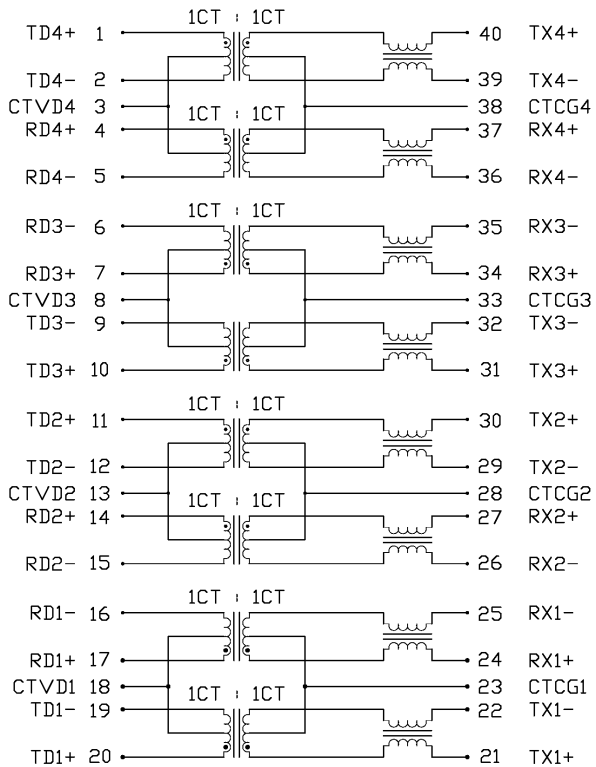 1CT ¦ 1CT
TD4+ 1 40 TX4+
TD4- 2 39 TX4-
CTVD4 3 1CT ¦ 1CT 38 CTCG4
RD4+ 4 37 RX4+
RD4- 5 36 RX4-
1CT ¦ 1CT
RD3- 6 35 RX3-
RD3+ 7 34 RX3+
CTVD3 8 33 CTCG3
TD3- 9 32 TX3-
TD3+ 10 31 TX3+
1CT ¦ 1CT
TD2+ 11 30 TX2+
TD2- 12 29 TX2-
CTVD2 13 28 CTCG2
1CT ¦ 1CT
RD2+ 14 27 RX2+
RD2- 15 26 RX2-
1CT ¦ 1CT
RD1- 16 25 RX1-
RD1+ 17 24 RX1+
CTVD1 18 23 CTCG1
1CT ¦ 1CT
TD1- 19 22 TX1-
TD1+ 20 21 TX1+